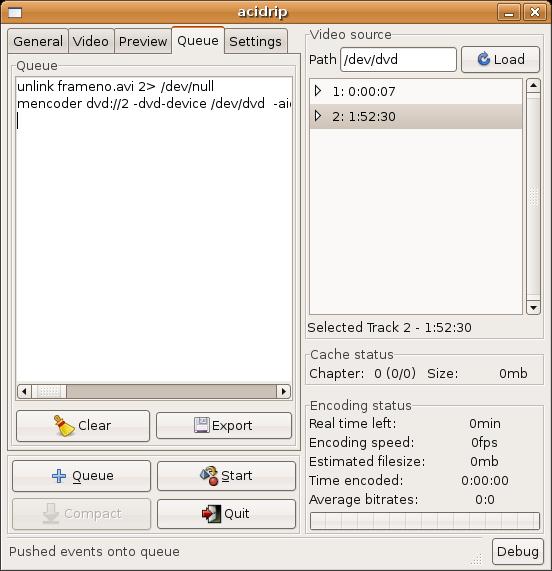 acidrip
General Video Preview Queue Settings
Queue
unlink frameno.avi 2> /dev/null
mencoder dvd://2 -dvd-device /dev/dvd -aid
Clear
Export
Queue
Start
Compact
Quit
Pushed events onto queue
Video source
Path /dev/dvd Load
1: 0:00:07
2: 1:52:30
Selected Track 2 - 1:52:30
Cache status
Chapter: 0 (0/0) Size: 0mb
Encoding status
Real time left: 0min
Encoding speed: 0fps
Estimated filesize: 0mb
Time encoded: 0:00:00
Average bitrates: 0:0
Debug